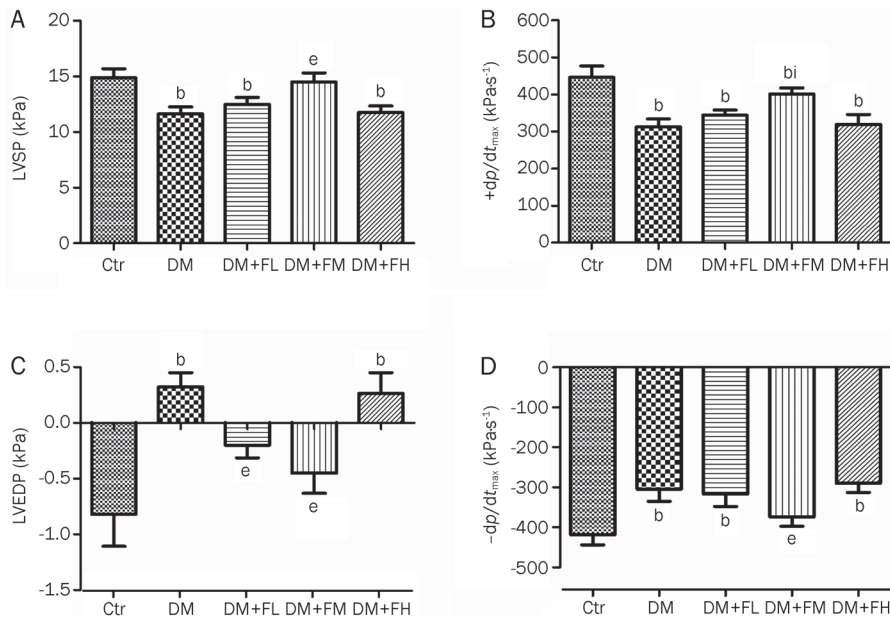 A
LVSP (kPa)
20
15
10
5
0
b
b
e
b
Ctr DM DM+FL DM+FM DM+FH
B
+dp/dt_max (kPa·s⁻¹)
600
500
400
300
200
100
0
b
b
bi
b
Ctr DM DM+FL DM+FM DM+FH
C
LVEDP (kPa)
0.5
0.0
-0.5
-1.0
-1.5
b
e
e
b
Ctr DM DM+FL DM+FM DM+FH
D
−dp/dt_max (kPa·s⁻¹)
0
-100
-200
-300
-400
-500
b
b
e
b
Ctr DM DM+FL DM+FM DM+FH